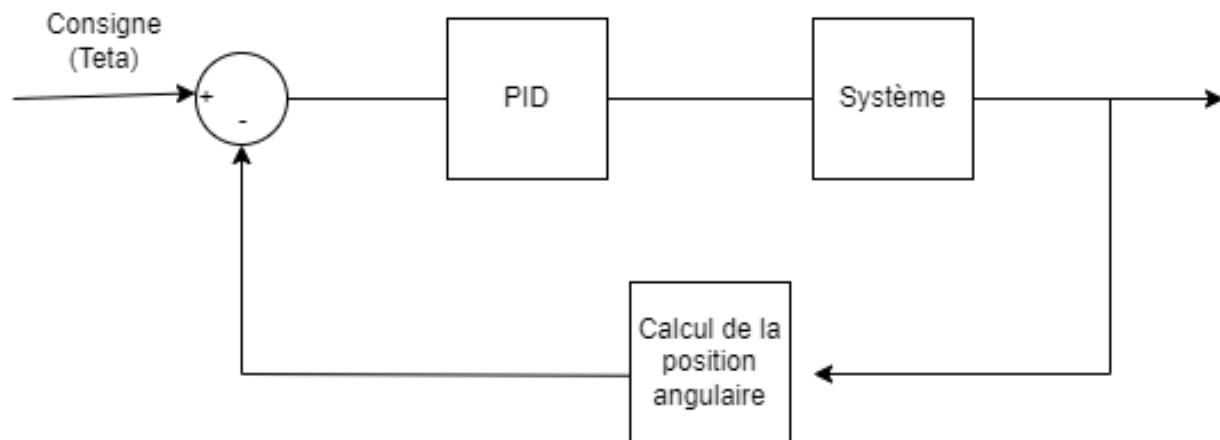 Consigne
(Teta)
+
-
PID
Système
Calcul de la
position
angulaire